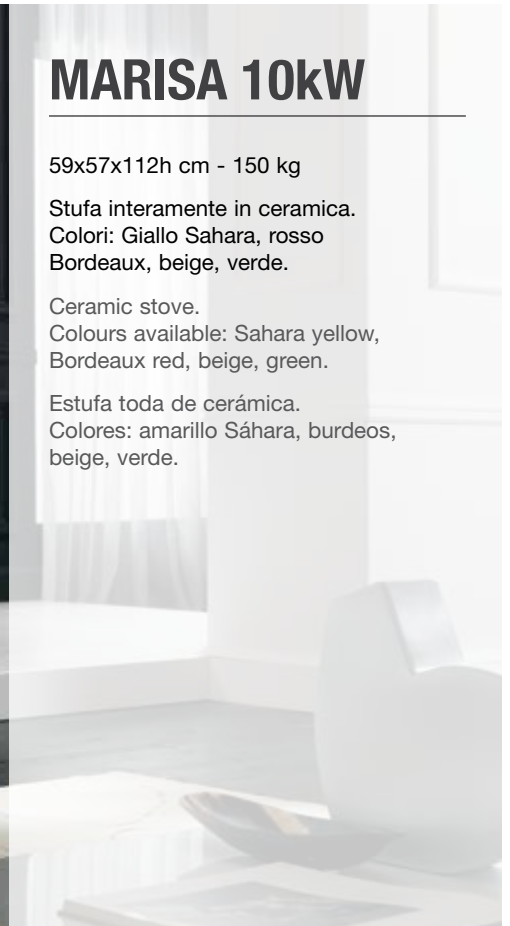 MARISA 10kW
59x57x112h cm - 150 kg
Stufa interamente in ceramica.
Colori: Giallo Sahara, rosso
Bordeaux, beige, verde.
Ceramic stove.
Colours available: Sahara yellow,
Bordeaux red, beige, green.
Estufa toda de cerámica.
Colores: amarillo Sáhara, burdeos,
beige, verde.